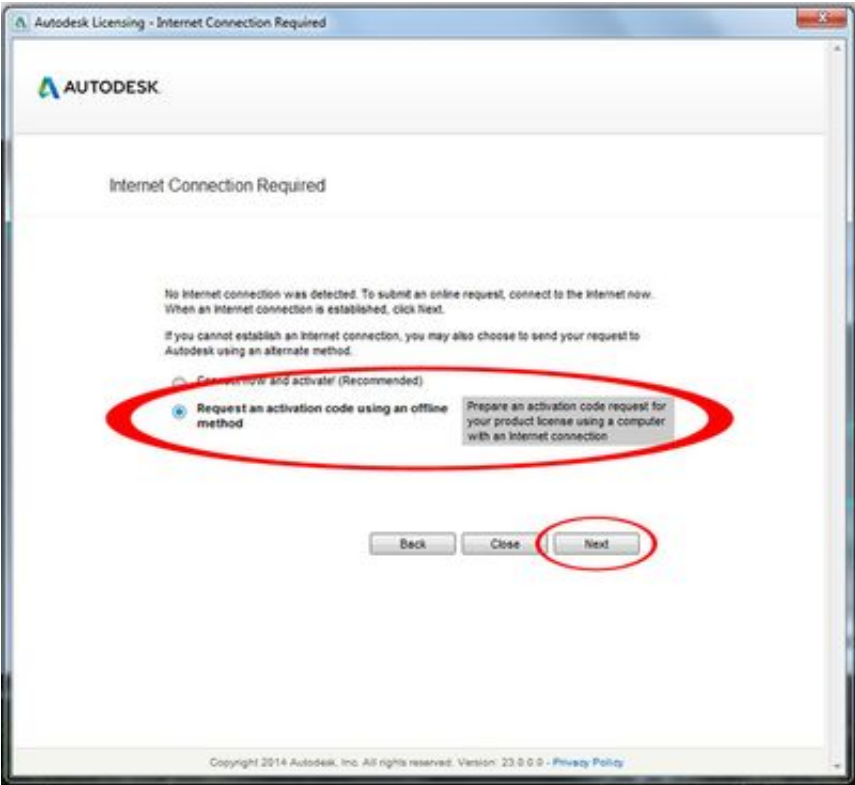 Autodesk Licensing - Internet Connection Required
AUTODESK
Internet Connection Required
No Internet connection was detected. To submit an online request, connect to the Internet now.
When an Internet connection is established, click Next.
If you cannot establish an Internet connection, you may also choose to send your request to
Autodesk using an alternate method.
Connect now and activate! (Recommended)
Request an activation code using an offline
method
Prepare an activation code request for
your product license using a computer
with an Internet connection
Back
Close
Next
Copyright 2014 Autodesk, Inc. All rights reserved. Version: 23.0.0.0 - Privacy Policy